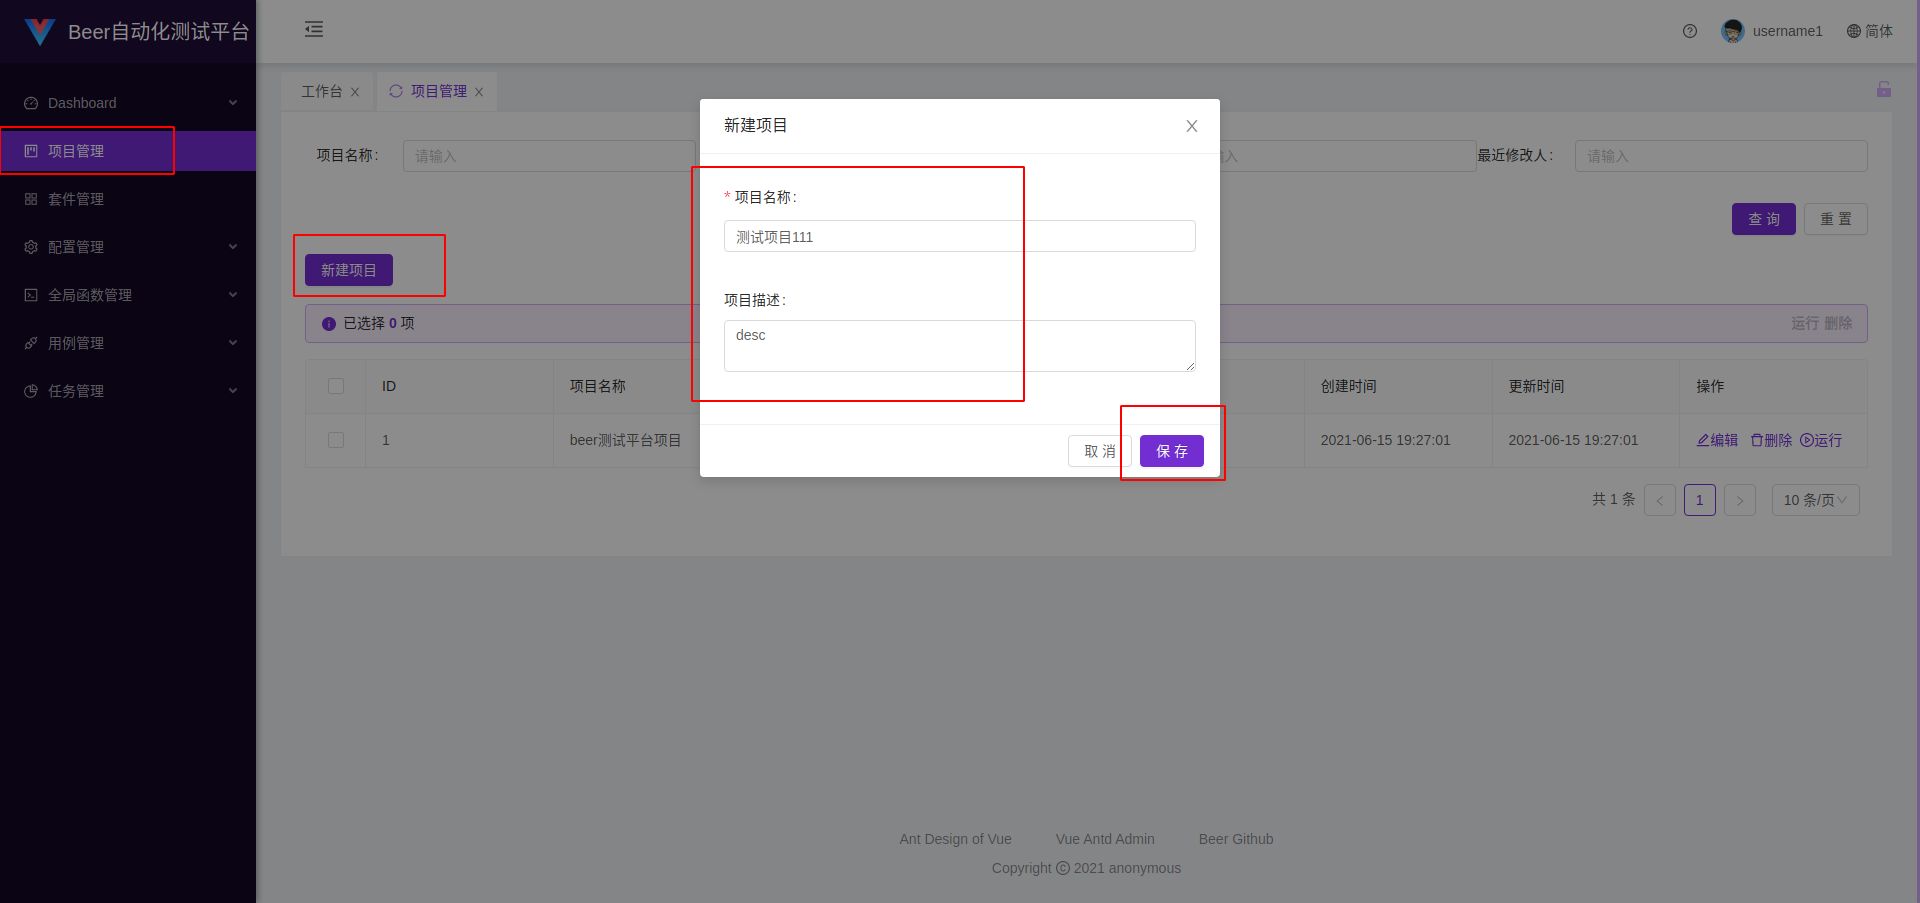 Beer自动化测试平台
username1
简体
Dashboard
项目管理
套件管理
配置管理
全局函数管理
用例管理
任务管理
工作台
项目管理
项目名称:
请输入
入
最近修改人:
请输入
查 询
重 置
新建项目
已选择 0 项
运行 删除
ID
项目名称
创建时间
更新时间
操作
1
beer测试平台项目
2021-06-15 19:27:01
2021-06-15 19:27:01
编辑
删除
运行
共 1 条
<
1
>
10 条/页
新建项目
* 项目名称:
测试项目111
项目描述:
desc
取 消
保 存
Ant Design of Vue
Vue Antd Admin
Beer Github
Copyright © 2021 anonymous